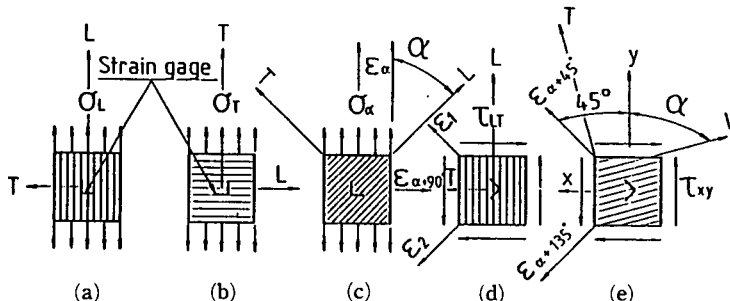 L
T
Strain gage
σL
σT
T
L
(a)
(b)
T
σα
εα
α
L
εα+90
(c)
L
τLT
ε1
T
ε2
(d)
T
εα+45°
45°
y
α
L
x
τxy
εα+135°
(e)